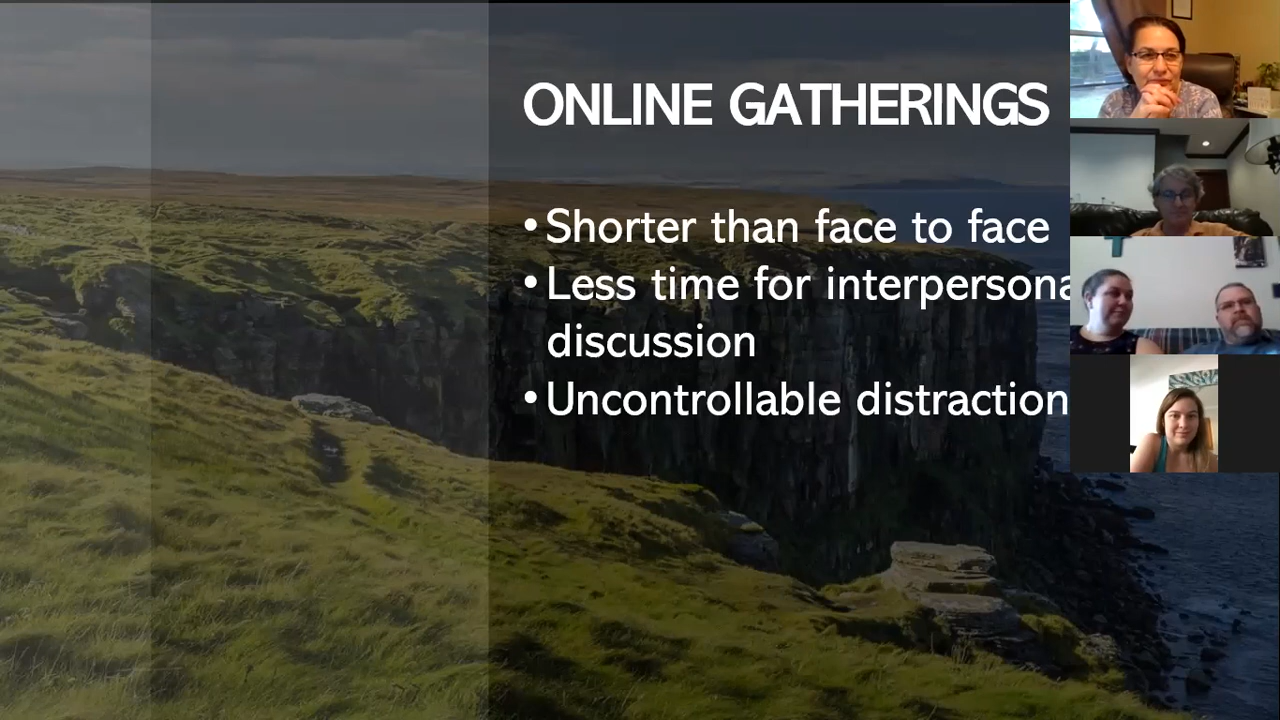 ONLINE GATHERINGS
• Shorter than face to face
• Less time for interpersona
discussion
• Uncontrollable distraction